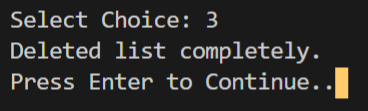 Select Choice: 3
Deleted list completely.
Press Enter to Continue..